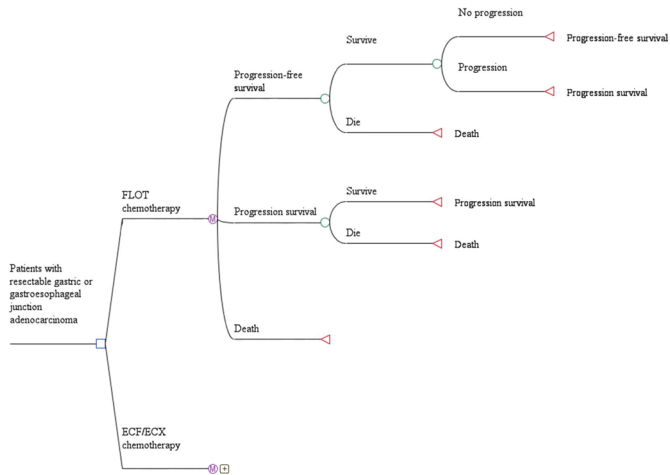 No progression
Progression-free survival
Survive
Progression
Progression survival
Progression-free
survival
Die
Death
FLOT
chemotherapy
M
Progression survival
Survive
Progression survival
Die
Death
Patients with
resectable gastric or
gastroesophageal
junction
adenocarcinoma
Death
ECF/ECX
chemotherapy
M +